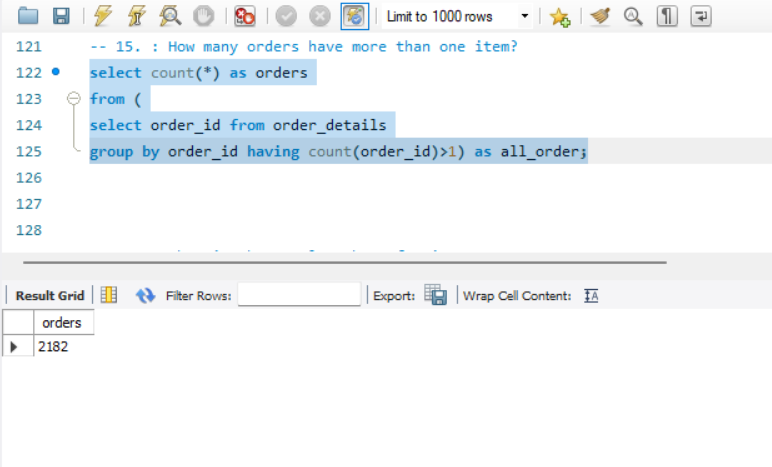 Limit to 1000 rows
121 -- 15. : How many orders have more than one item?
122 select count(*) as orders
123 from (
124 select order_id from order_details
125 group by order_id having count(order_id)>1) as all_order;
126
127
128
Result Grid Filter Rows: Export: Wrap Cell Content: IA
orders
2182